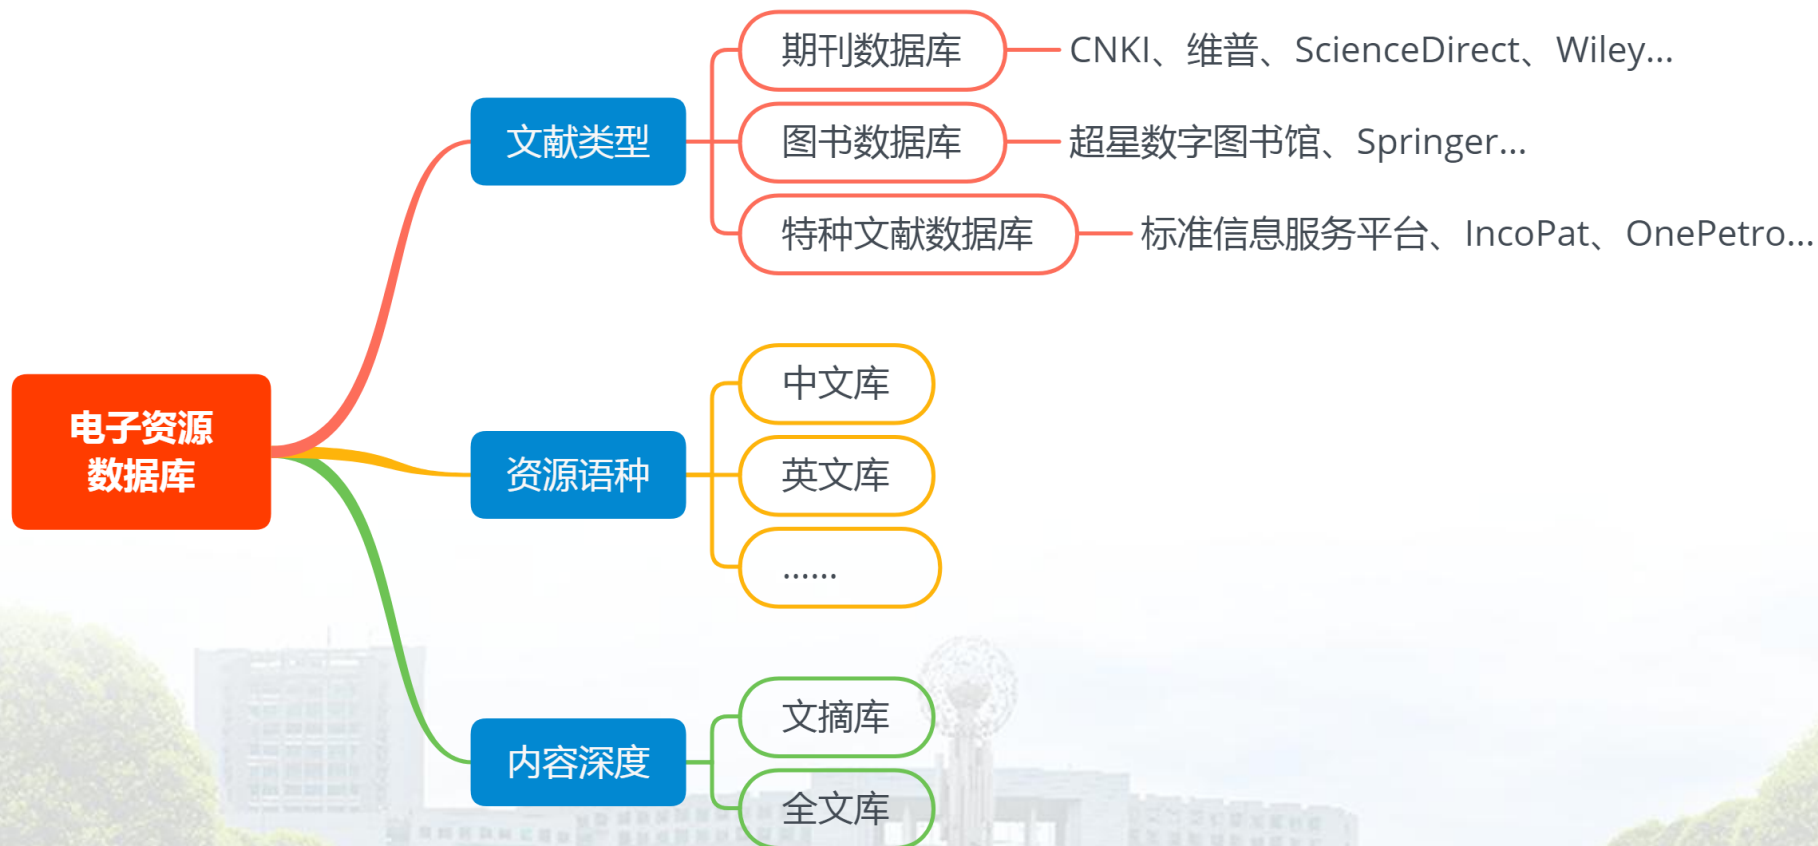 电子资源
数据库
文献类型
期刊数据库
CNKI、维普、ScienceDirect、Wiley...
图书数据库
超星数字图书馆、Springer...
特种文献数据库
标准信息服务平台、IncoPat、OnePetro...
资源语种
中文库
英文库
......
内容深度
文摘库
全文库